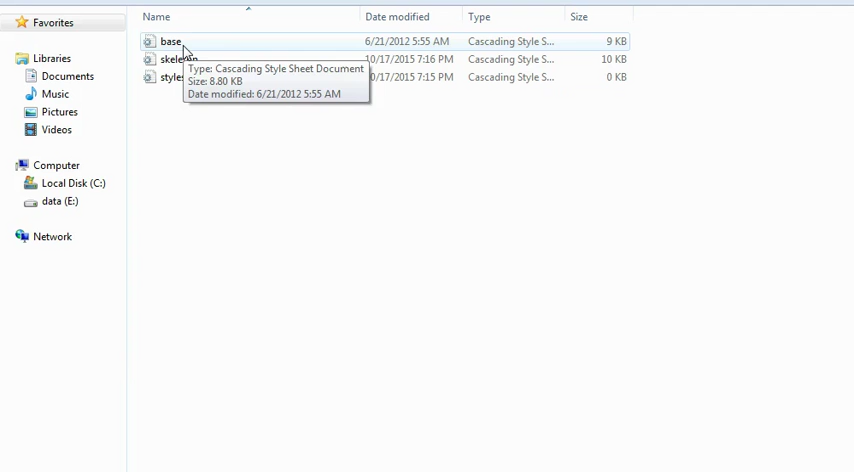 Name Date modified Type Size
Favorites
base 6/21/2012 5:55 AM Cascading Style S... 9 KB
Libraries
10/17/2015 7:16 PM Cascading Style S... 10 KB
Type: Cascading Style Sheet Document
Documents
0/17/2015 7:15 PM Cascading Style S... 0 KB
Size: 8.80 KB
Music
Date modified: 6/21/2012 5:55 AM
Pictures
Videos
Computer
Local Disk (C:)
data (E:)
Network